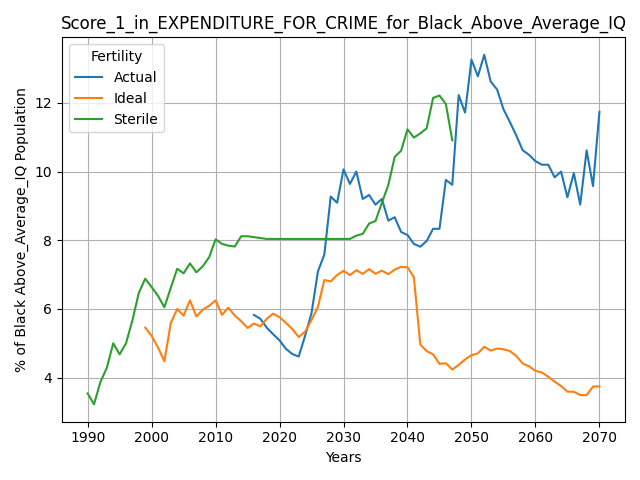 Score_1_in_EXPENDITURE_FOR_CRIME_for_Black_Above_Average_IQ
Fertility
Actual
Ideal
Sterile
% of Black Above_Average_IQ Population
12
10
8
6
4
1990 2000 2010 2020 2030 2040 2050 2060 2070
Years